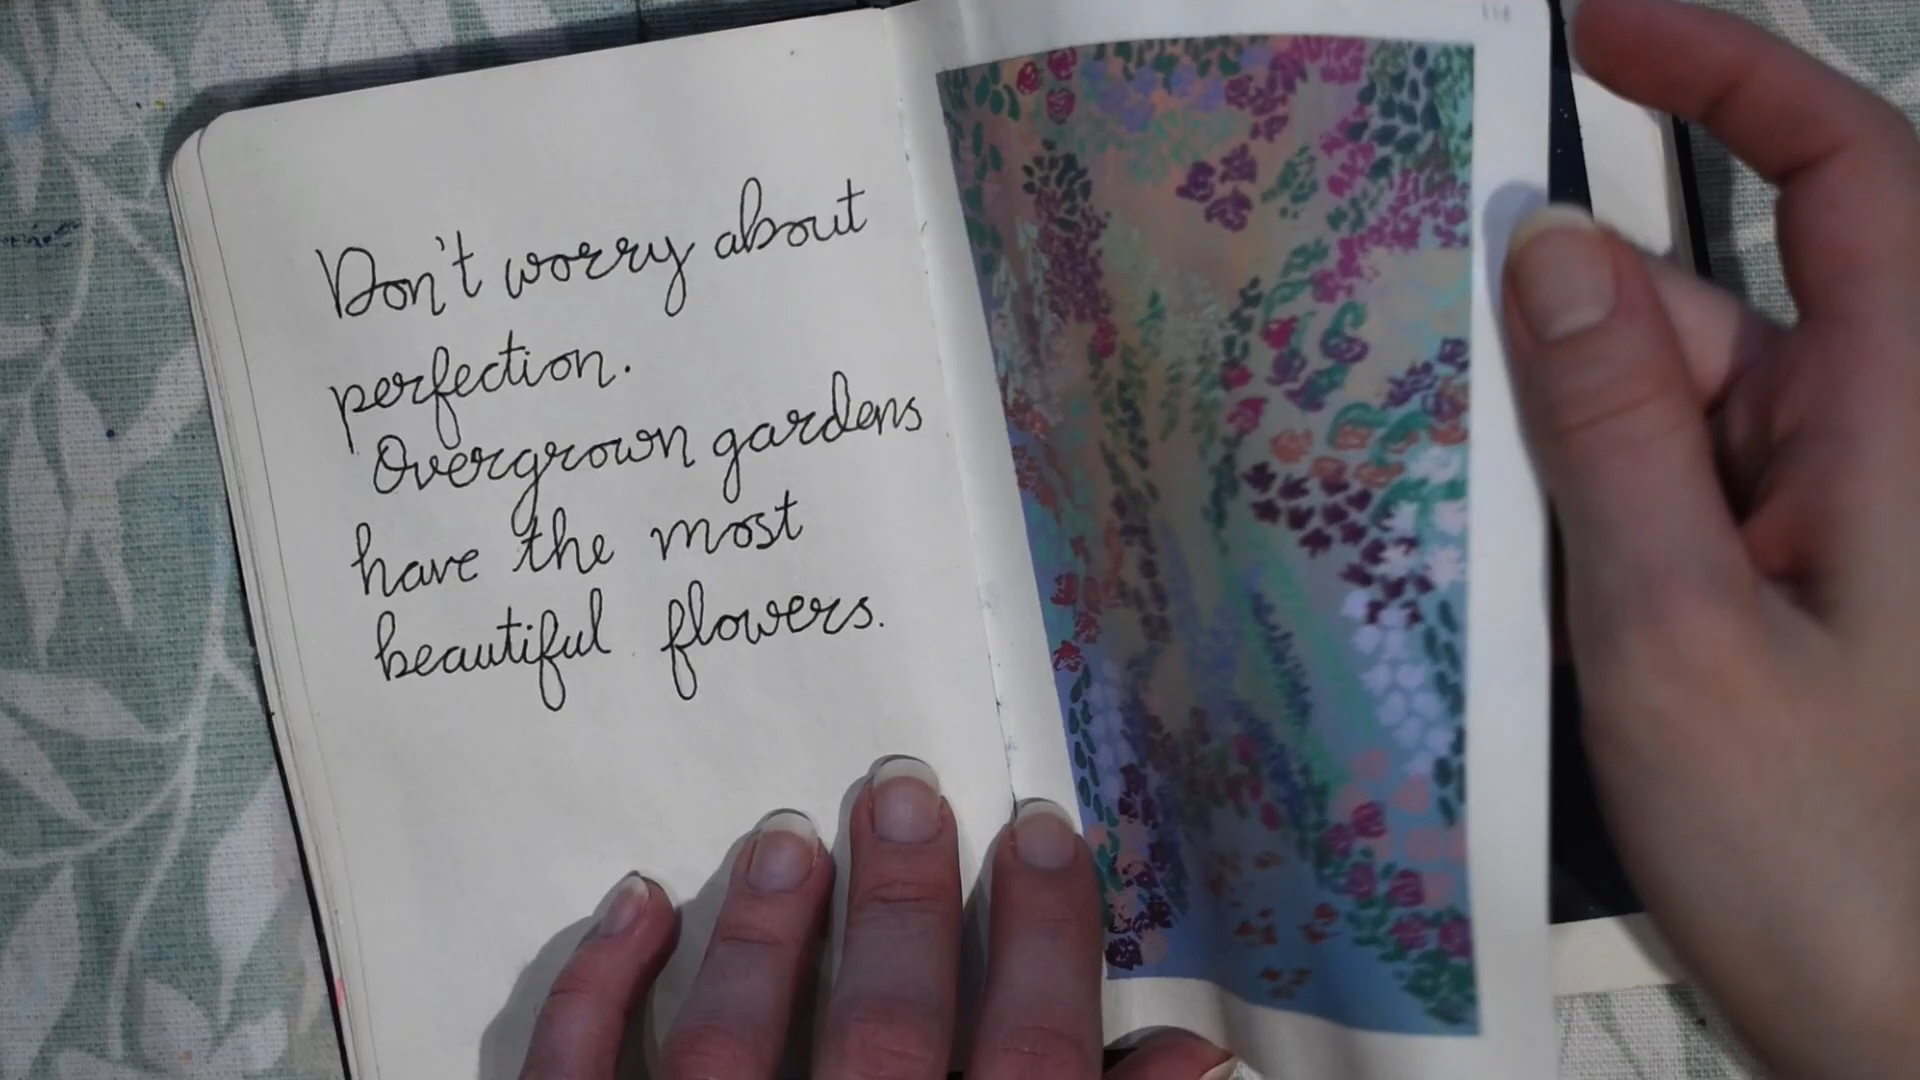 Don't worry about
perfection.
Overgrown gardens
have the most
beautiful flowers.